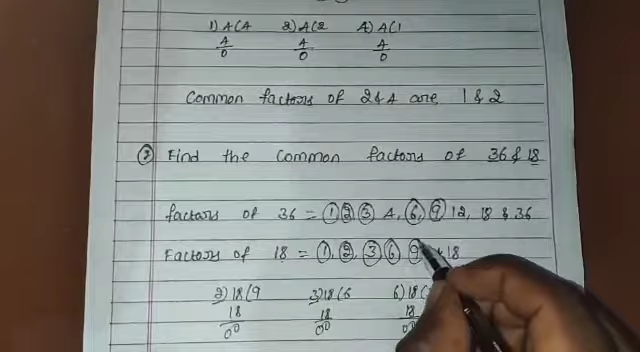 1) 4(4 2) 4(2 4) 4(1
4 4 4
0 0 0
Common factors of 2 & 4 are 1 & 2
③ Find the common factors of 36 & 18
factors of 36 = 1 2 3 4, 6, 9 12, 18 & 36
Factors of 18 = 1, 2, 3, 6, 9 18
2) 18(9 3) 18(6 6) 18(
18 18 18
00 00 00